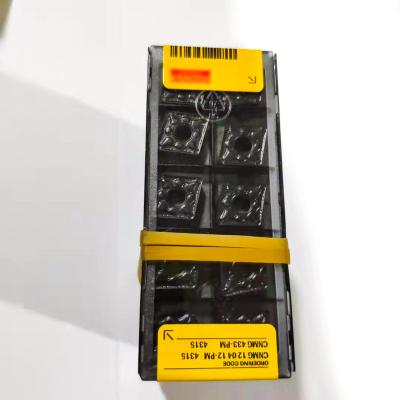 ORDERING CODE
CNMG 12 04 12-PM 4315
CNMG 433-PM 4315